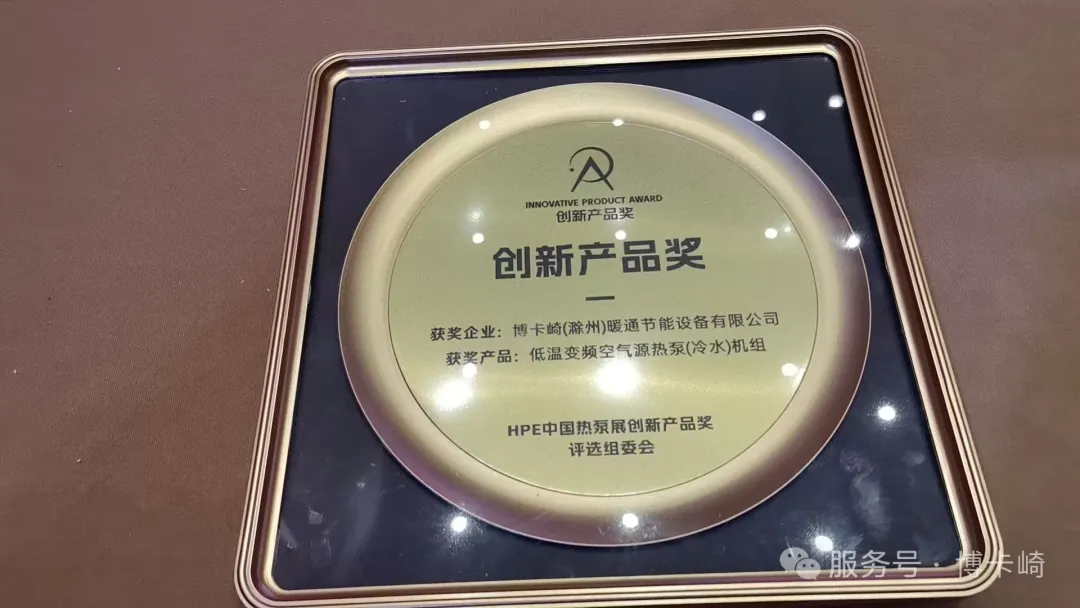 INNOVATIVE PRODUCT AWARD
创新产品奖
创新产品奖
获奖企业：博卡崎(滁州)暖通节能设备有限公司
获奖产品：低温变频空气源热泵(冷水)机组
HPE中国热泵展创新产品奖
评选组委会
服务号·博卡崎